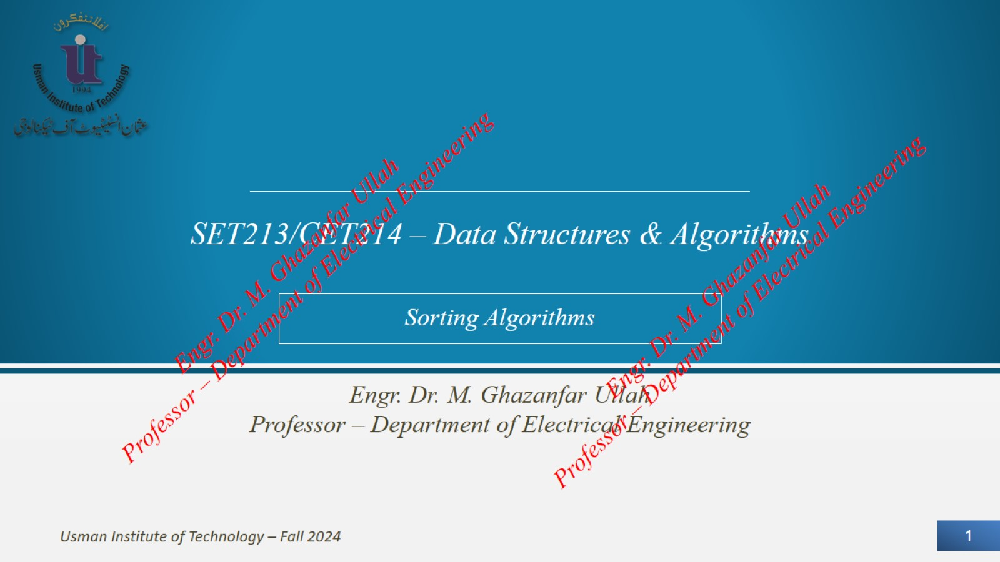 افلا تتفکرون
1994
Usman Institute of Technology
عثمان انسٹیٹیوٹ آف ٹیکنالوجی
SET213/CET214 – Data Structures & Algorithms
Sorting Algorithms
Engr. Dr. M. Ghazanfar Ullah
Professor – Department of Electrical Engineering
Engr. Dr. M. Ghazanfar Ullah
Professor – Department of Electrical Engineering
Engr. Dr. M. Ghazanfar Ullah
Professor – Department of Electrical Engineering
Usman Institute of Technology – Fall 2024
1